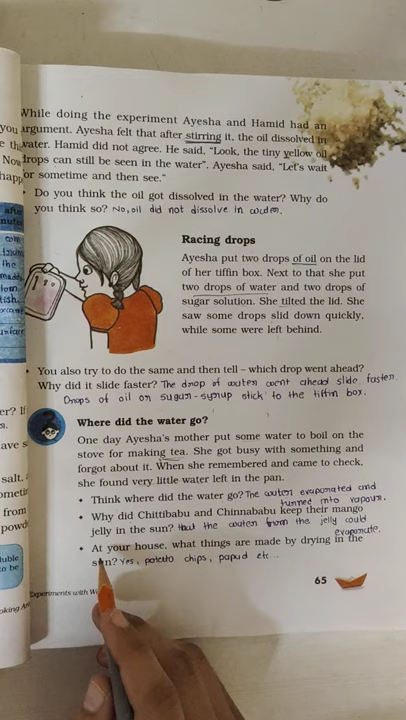 While doing the experiment Ayesha and Hamid had an
argument. Ayesha felt that after stirring it, the oil dissolved in
water. Hamid did not agree. He said, "Look, the tiny yellow oil
drops can still be seen in the water". Ayesha said, "Let's wait
for sometime and then see."
• Do you think the oil got dissolved in the water? Why do
you think so? No, oil did not dissolve in water.
Racing drops
Ayesha put two drops of oil on the lid
of her tiffin box. Next to that she put
two drops of water and two drops of
sugar solution. She tilted the lid. She
saw some drops slid down quickly,
while some were left behind.
• You also try to do the same and then tell – which drop went ahead?
Why did it slide faster? The drop of water went ahead slide faster.
Drops of oil or sugar-syrup stick to the tiffin box.
Where did the water go?
One day Ayesha's mother put some water to boil on the
stove for making tea. She got busy with something and
forgot about it. When she remembered and came to check,
she found very little water left in the pan.
• Think where did the water go? The water evaporated and
turned into vapour.
• Why did Chittibabu and Chinnababu keep their mango
jelly in the sun? that the water from the jelly could
evaporate.
• At your house, what things are made by drying in the
sun? Yes, potato chips, papud etc..
65